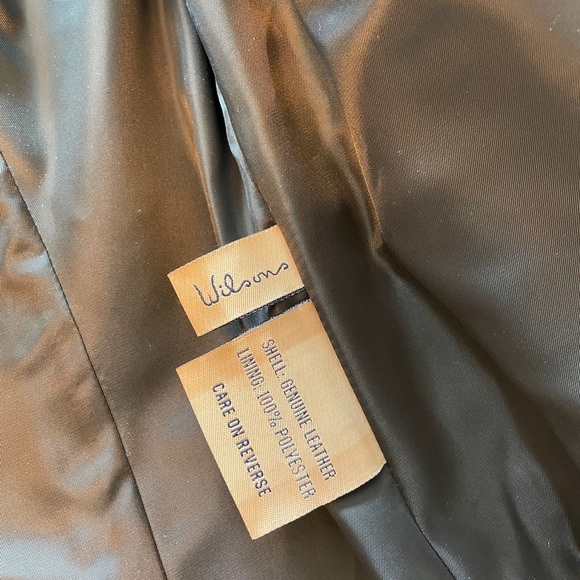 Wilsons
SHELL: GENUINE LEATHER
LINING: 100% POLYESTER
CARE ON REVERSE